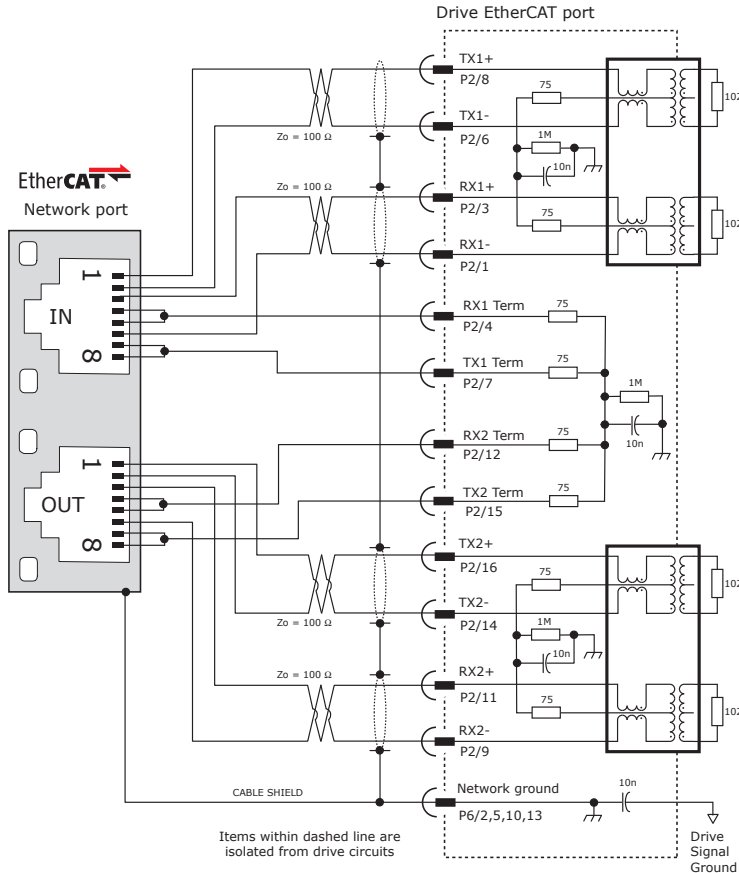 Drive EtherCAT port
TX1+
P2/8
75
102
TX1-
P2/6
Zo = 100 Ω
1M
10n
EtherCAT®
Network port
Zo = 100 Ω
RX1+
P2/3
75
102
RX1-
P2/1
1
IN
8
RX1 Term
P2/4
75
TX1 Term
P2/7
75
1M
10n
RX2 Term
P2/12
75
1
OUT
8
TX2 Term
P2/15
75
TX2+
P2/16
75
102
TX2-
P2/14
Zo = 100 Ω
1M
10n
Zo = 100 Ω
RX2+
P2/11
75
102
RX2-
P2/9
CABLE SHIELD
Network ground
P6/2,5,10,13
10n
Items within dashed line are
isolated from drive circuits
Drive
Signal
Ground